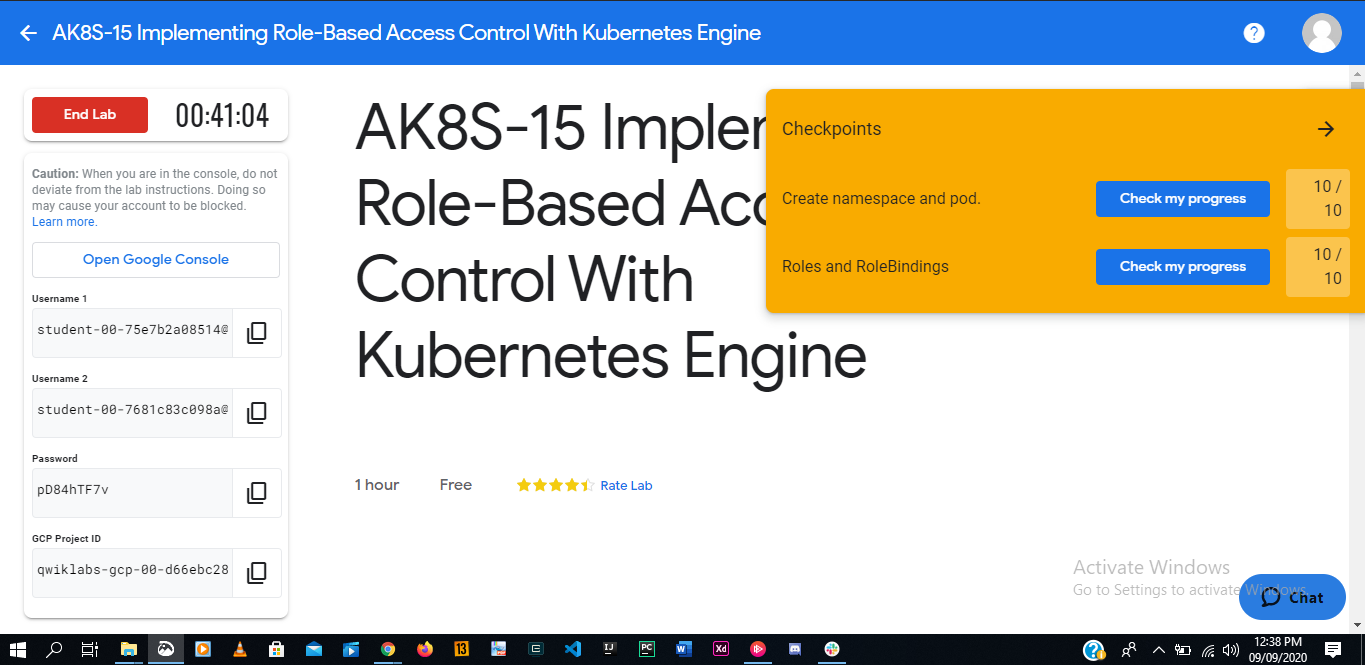 AK8S-15 Implementing Role-Based Access Control With Kubernetes Engine
?
End Lab
00:41:04
Caution: When you are in the console, do not
deviate from the lab instructions. Doing so
may cause your account to be blocked.
Learn more.
Open Google Console
Username 1
student-00-75e7b2a08514@
Username 2
student-00-7681c83c098a@
Password
pD84hTF7v
GCP Project ID
qwiklabs-gcp-00-d66ebc28
AK8S-15 Impler
Role-Based Acc
Control With
Kubernetes Engine
1 hour
Free
Rate Lab
Checkpoints
Create namespace and pod.
Check my progress
10 /
10
Roles and RoleBindings
Check my progress
10 /
10
Activate Windows
Go to Settings to activate Windows.
Chat
13
IJ
PC
W
Xd
12:38 PM
09/09/2020